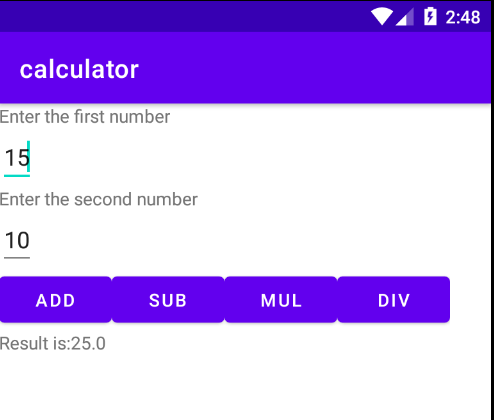 2:48
calculator
Enter the first number
15
Enter the second number
10
ADD SUB MUL DIV
Result is:25.0